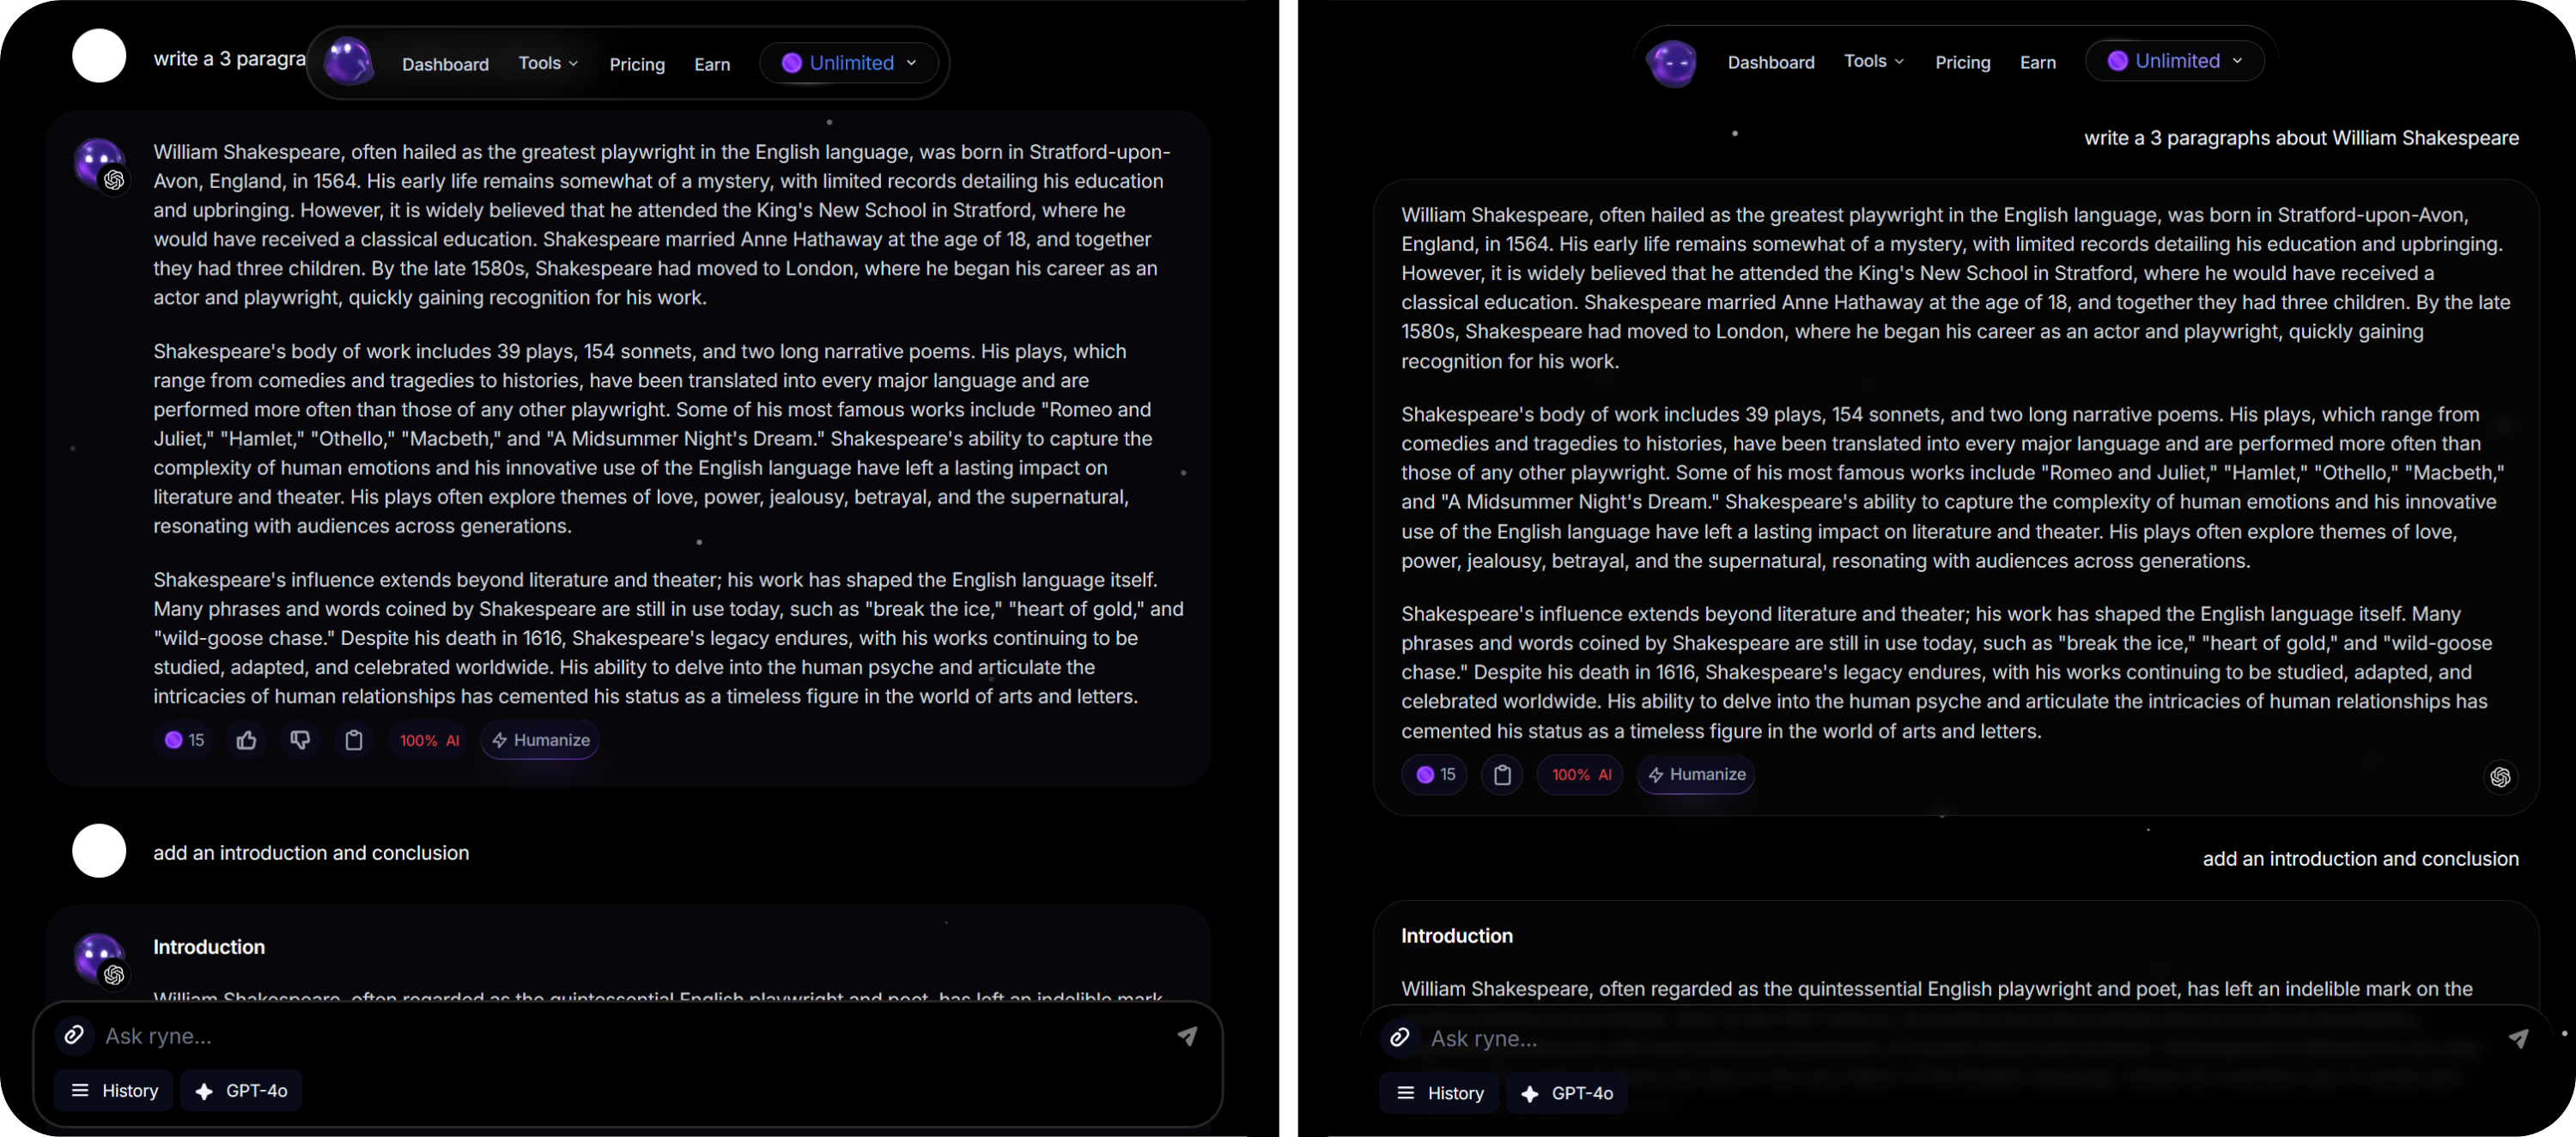 write a 3 paragra
Dashboard Tools Pricing Earn Unlimited
William Shakespeare, often hailed as the greatest playwright in the English language, was born in Stratford-upon-
Avon, England, in 1564. His early life remains somewhat of a mystery, with limited records detailing his education
and upbringing. However, it is widely believed that he attended the King's New School in Stratford, where he
would have received a classical education. Shakespeare married Anne Hathaway at the age of 18, and together
they had three children. By the late 1580s, Shakespeare had moved to London, where he began his career as an
actor and playwright, quickly gaining recognition for his work.
Shakespeare's body of work includes 39 plays, 154 sonnets, and two long narrative poems. His plays, which
range from comedies and tragedies to histories, have been translated into every major language and are
performed more often than those of any other playwright. Some of his most famous works include "Romeo and
Juliet," "Hamlet," "Othello," "Macbeth," and "A Midsummer Night's Dream." Shakespeare's ability to capture the
complexity of human emotions and his innovative use of the English language have left a lasting impact on
literature and theater. His plays often explore themes of love, power, jealousy, betrayal, and the supernatural,
resonating with audiences across generations.
Shakespeare's influence extends beyond literature and theater; his work has shaped the English language itself.
Many phrases and words coined by Shakespeare are still in use today, such as "break the ice," "heart of gold," and
"wild-goose chase." Despite his death in 1616, Shakespeare's legacy endures, with his works continuing to be
studied, adapted, and celebrated worldwide. His ability to delve into the human psyche and articulate the
intricacies of human relationships has cemented his status as a timeless figure in the world of arts and letters.
15 100% AI Humanize
add an introduction and conclusion
Introduction
William Shakespeare, often regarded as the quintessential English playwright and poet, has left an indelible mark
Ask ryne...
History GPT-4o
Dashboard Tools Pricing Earn Unlimited
write a 3 paragraphs about William Shakespeare
William Shakespeare, often hailed as the greatest playwright in the English language, was born in Stratford-upon-Avon,
England, in 1564. His early life remains somewhat of a mystery, with limited records detailing his education and upbringing.
However, it is widely believed that he attended the King's New School in Stratford, where he would have received a
classical education. Shakespeare married Anne Hathaway at the age of 18, and together they had three children. By the late
1580s, Shakespeare had moved to London, where he began his career as an actor and playwright, quickly gaining
recognition for his work.
Shakespeare's body of work includes 39 plays, 154 sonnets, and two long narrative poems. His plays, which range from
comedies and tragedies to histories, have been translated into every major language and are performed more often than
those of any other playwright. Some of his most famous works include "Romeo and Juliet," "Hamlet," "Othello," "Macbeth,"
and "A Midsummer Night's Dream." Shakespeare's ability to capture the complexity of human emotions and his innovative
use of the English language have left a lasting impact on literature and theater. His plays often explore themes of love,
power, jealousy, betrayal, and the supernatural, resonating with audiences across generations.
Shakespeare's influence extends beyond literature and theater; his work has shaped the English language itself. Many
phrases and words coined by Shakespeare are still in use today, such as "break the ice," "heart of gold," and "wild-goose
chase." Despite his death in 1616, Shakespeare's legacy endures, with his works continuing to be studied, adapted, and
celebrated worldwide. His ability to delve into the human psyche and articulate the intricacies of human relationships has
cemented his status as a timeless figure in the world of arts and letters.
15 100% AI Humanize
add an introduction and conclusion
Introduction
William Shakespeare, often regarded as the quintessential English playwright and poet, has left an indelible mark on the
Ask ryne...
History GPT-4o